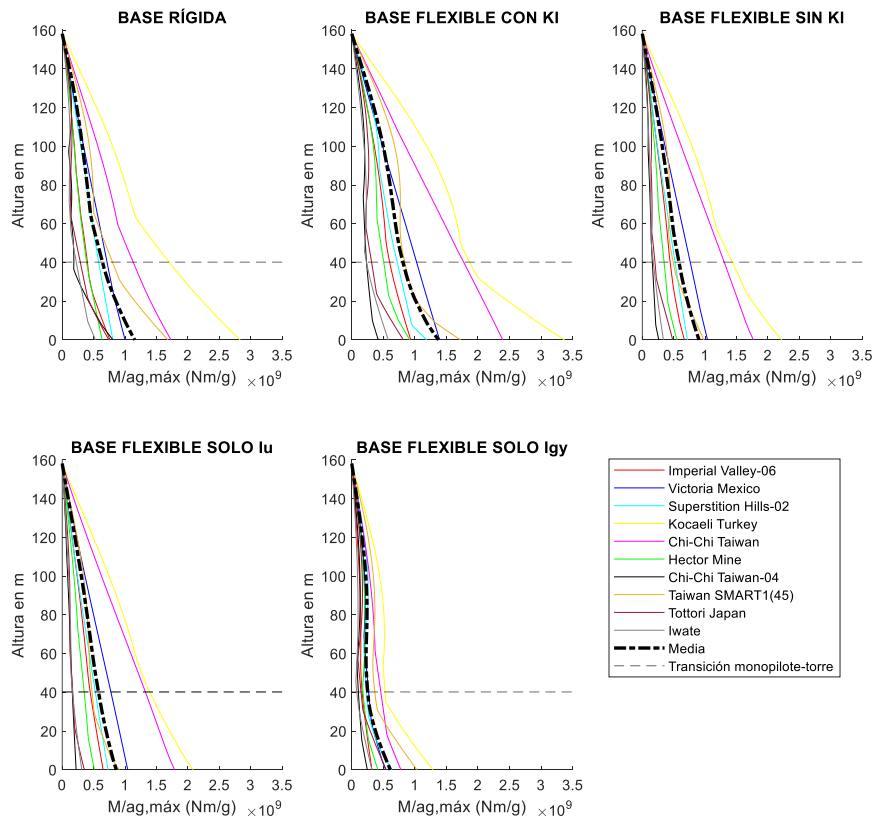 BASE RÍGIDA
BASE FLEXIBLE CON KI
BASE FLEXIBLE SIN KI
160
140
120
100
80
60
40
20
0
Altura en m
0 0.5 1 1.5 2 2.5 3 3.5
M/ag,máx (Nm/g)
×10⁹
160
140
120
100
80
60
40
20
0
Altura en m
0 0.5 1 1.5 2 2.5 3 3.5
M/ag,máx (Nm/g)
×10⁹
160
140
120
100
80
60
40
20
0
Altura en m
0 0.5 1 1.5 2 2.5 3 3.5
M/ag,máx (Nm/g)
×10⁹
BASE FLEXIBLE SOLO Iu
BASE FLEXIBLE SOLO Igy
160
140
120
100
80
60
40
20
0
Altura en m
0 0.5 1 1.5 2 2.5 3 3.5
M/ag,máx (Nm/g)
×10⁹
160
140
120
100
80
60
40
20
0
Altura en m
0 0.5 1 1.5 2 2.5 3 3.5
M/ag,máx (Nm/g)
×10⁹
Imperial Valley-06
Victoria Mexico
Superstition Hills-02
Kocaeli Turkey
Chi-Chi Taiwan
Hector Mine
Chi-Chi Taiwan-04
Taiwan SMART1(45)
Tottori Japan
Iwate
Media
Transición monopilote-torre